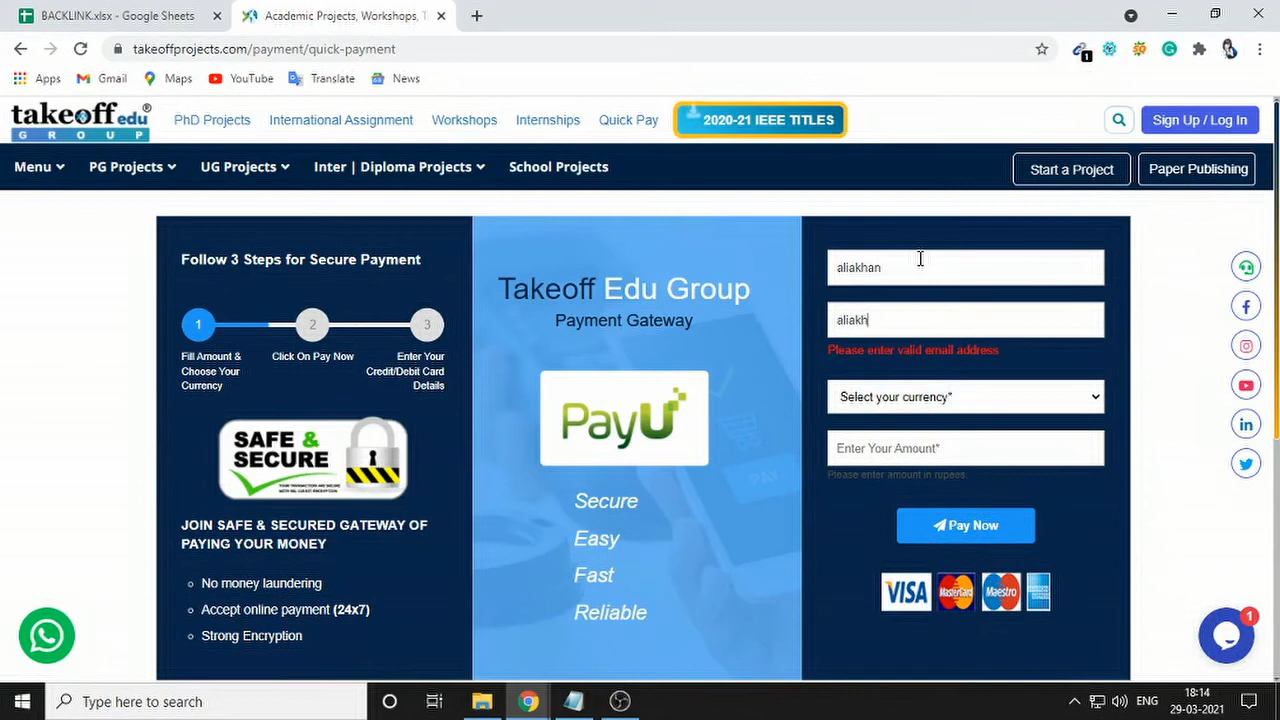 BACKLINK.xlsx - Google Sheets
Academic Projects, Workshops, T
takeoffprojects.com/payment/quick-payment
1
Apps
Gmail
Maps
YouTube
Translate
News
takeoff edu®
GROUP
PhD Projects
International Assignment
Workshops
Internships
Quick Pay
2020-21 IEEE TITLES
Sign Up / Log In
Menu
PG Projects
UG Projects
Inter | Diploma Projects
School Projects
Start a Project
Paper Publishing
Follow 3 Steps for Secure Payment
1
2
3
Fill Amount &
Choose Your
Currency
Click On Pay Now
Enter Your
Credit/Debit Card
Details
SAFE &
SECURE
JOIN SAFE & SECURED GATEWAY OF
PAYING YOUR MONEY
No money laundering
Accept online payment (24x7)
Strong Encryption
Takeoff Edu Group
Payment Gateway
PayU
Secure
Easy
Fast
Reliable
aliakhan
aliakh
Please enter valid email address
Select your currency*
Enter Your Amount*
Please enter amount in rupees.
Pay Now
VISA
MasterCard
Maestro
1
Type here to search
ENG
18:14
29-03-2021